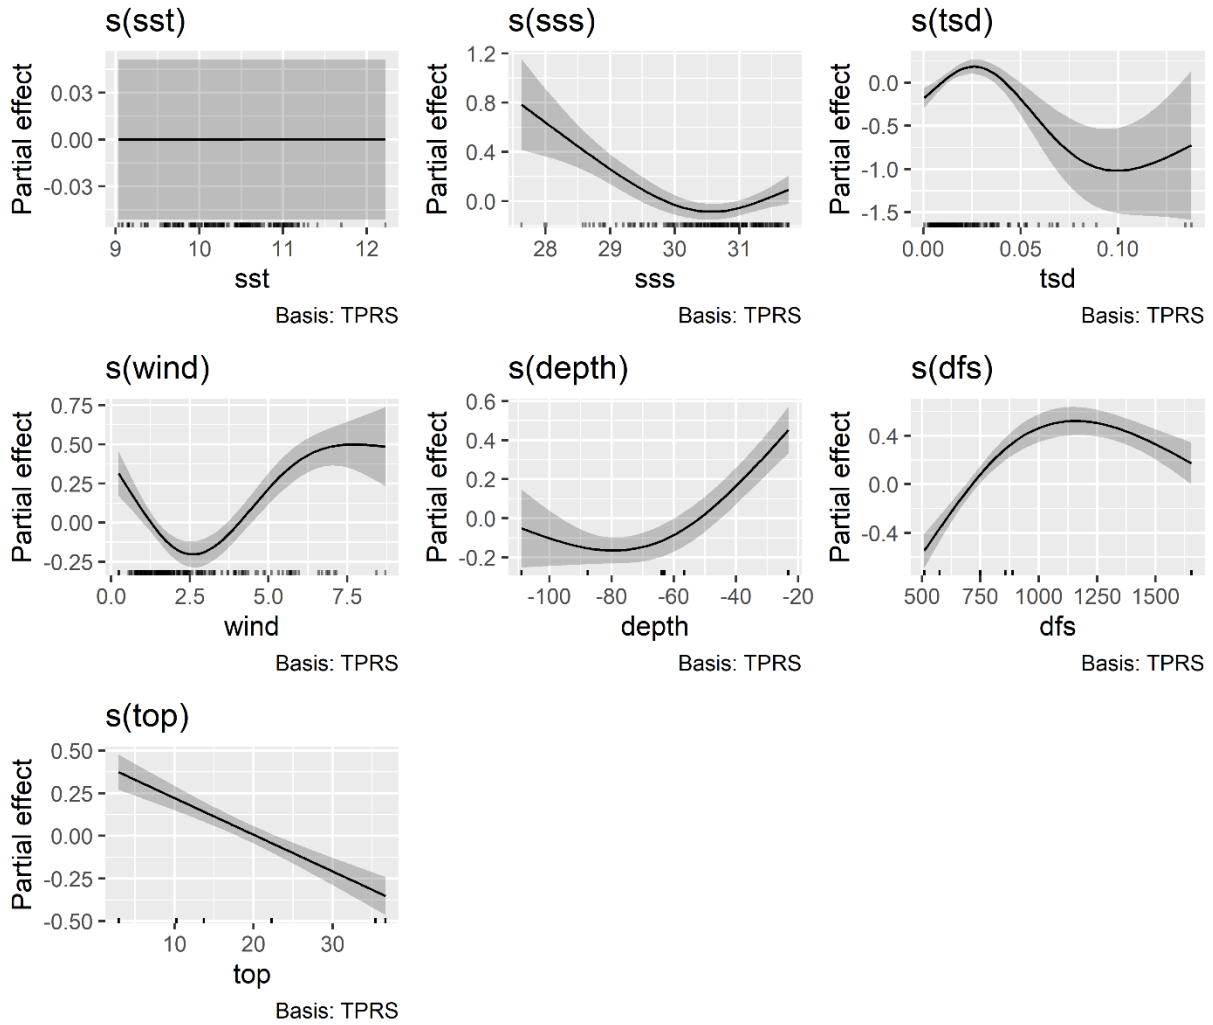 s(sst)
Partial effect
0.03
0.00
-0.03
9 10 11 12
sst
Basis: TPRS
s(sss)
Partial effect
1.2
0.8
0.4
0.0
28 29 30 31
sss
Basis: TPRS
s(tsd)
Partial effect
0.0
-0.5
-1.0
-1.5
0.00 0.05 0.10
tsd
Basis: TPRS
s(wind)
Partial effect
0.75
0.50
0.25
0.00
-0.25
0.0 2.5 5.0 7.5
wind
Basis: TPRS
s(depth)
Partial effect
0.6
0.4
0.2
0.0
-0.2
-100 -80 -60 -40 -20
depth
Basis: TPRS
s(dfs)
Partial effect
0.4
0.0
-0.4
500 750 1000 1250 1500
dfs
Basis: TPRS
s(top)
Partial effect
0.50
0.25
0.00
-0.25
-0.50
10 20 30
top
Basis: TPRS